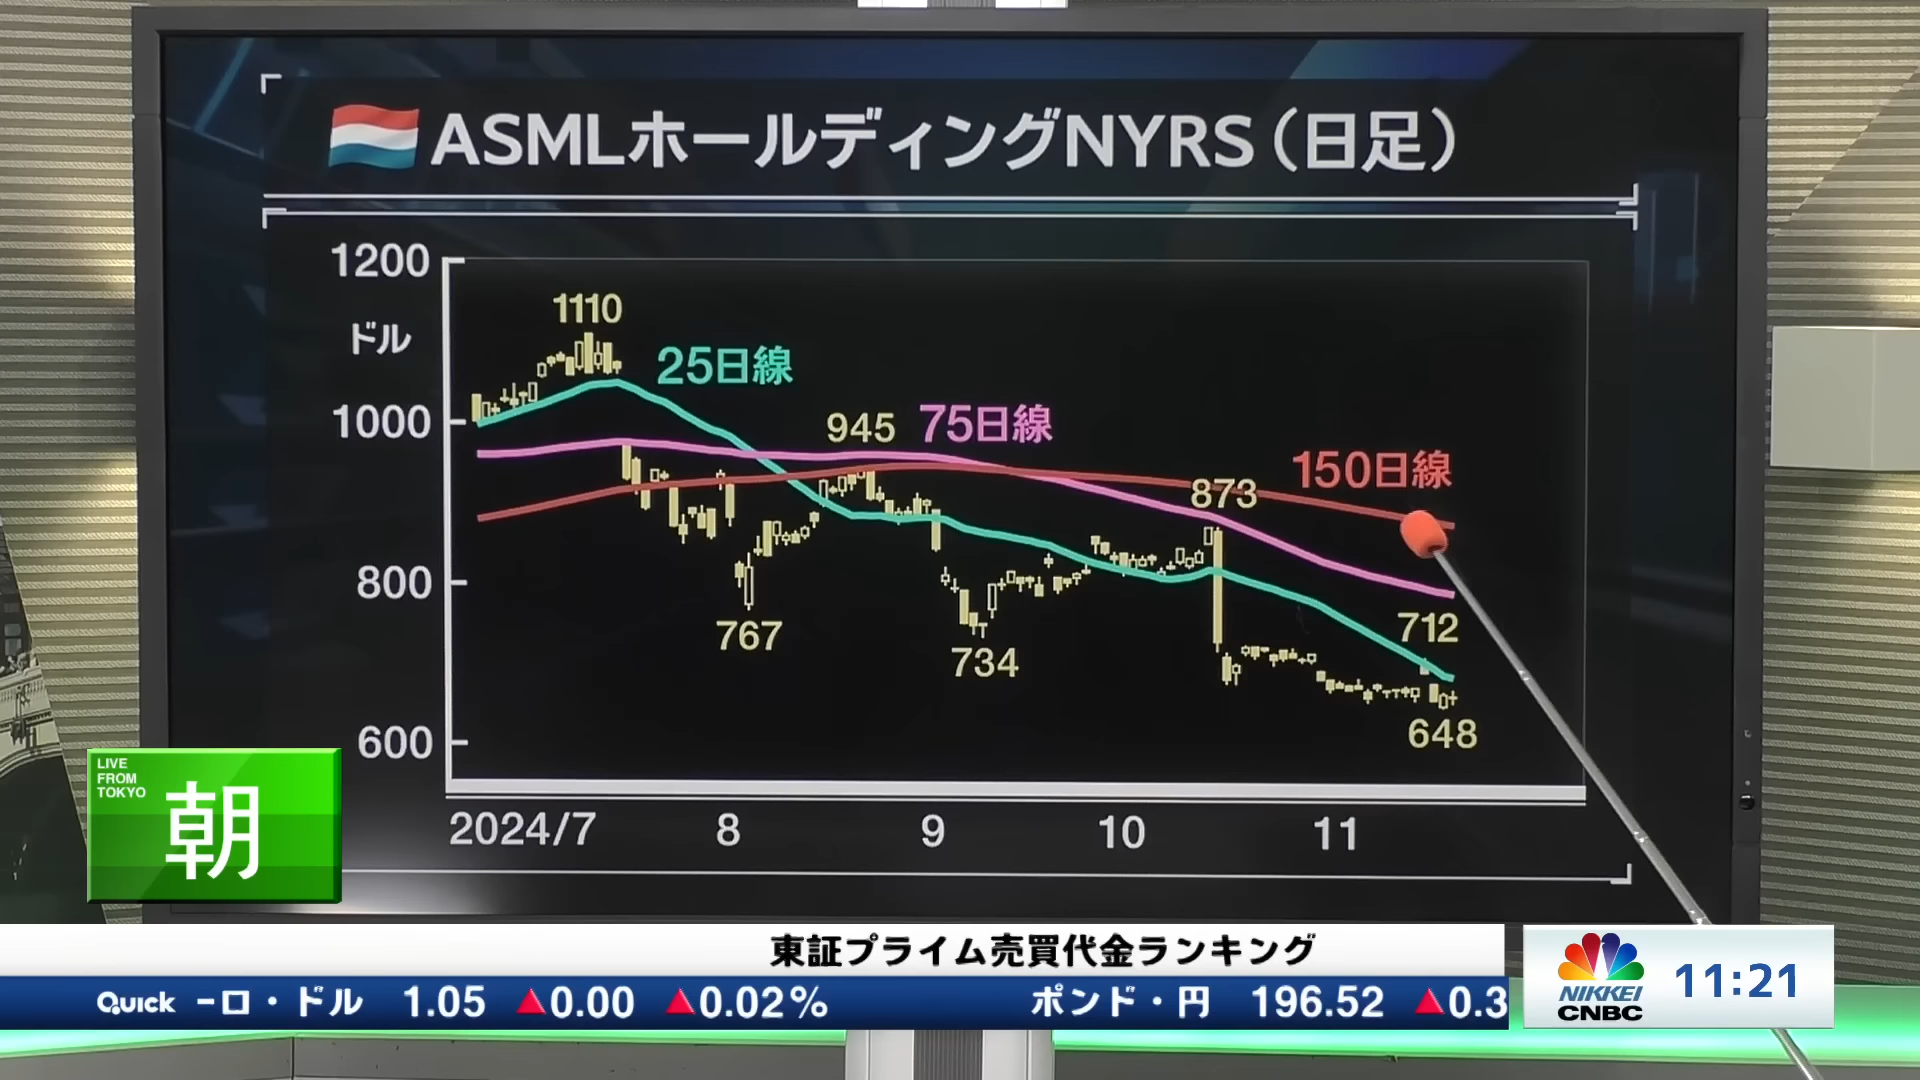 ASMLホールディングNYRS（日足）
1200
ドル
1110
25日線
1000
945
75日線
150日線
873
800
767
734
712
648
600
2024/7 8 9 10 11
LIVE
FROM
TOKYO
朝
東証プライム売買代金ランキング
QUICK ーロ・ドル 1.05 ▲0.00 ▲0.02% ポンド・円 196.52 ▲0.3
NIKKEI
CNBC
11:21